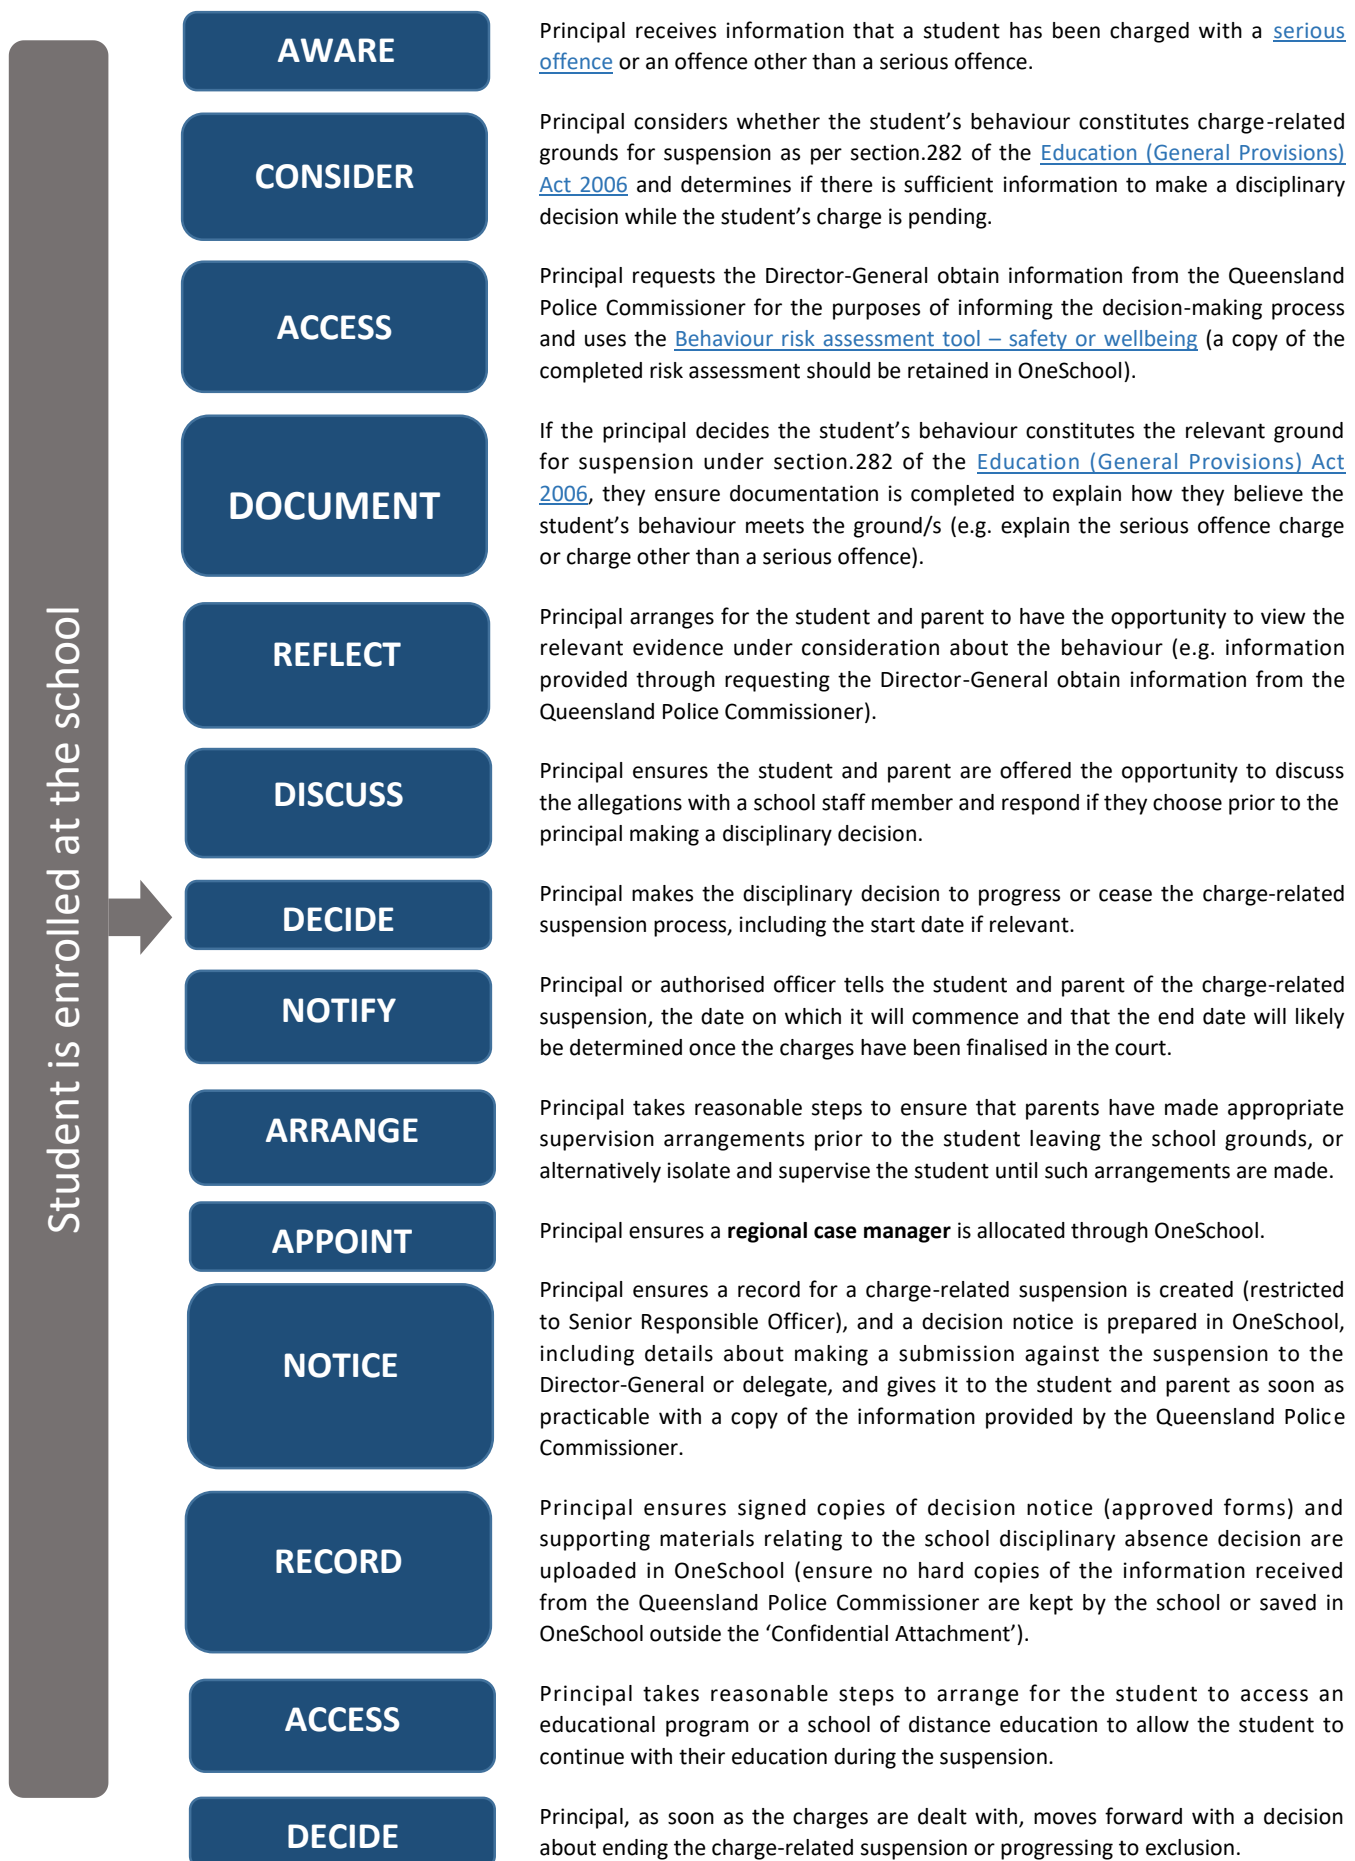 Student is enrolled at the school
AWARE
Principal receives information that a student has been charged with a serious
offence or an offence other than a serious offence.
CONSIDER
Principal considers whether the student's behaviour constitutes charge-related
grounds for suspension as per section.282 of the Education (General Provisions)
Act 2006 and determines if there is sufficient information to make a disciplinary
decision while the student's charge is pending.
ACCESS
Principal requests the Director-General obtain information from the Queensland
Police Commissioner for the purposes of informing the decision-making process
and uses the Behaviour risk assessment tool – safety or wellbeing (a copy of the
completed risk assessment should be retained in OneSchool).
DOCUMENT
If the principal decides the student's behaviour constitutes the relevant ground
for suspension under section.282 of the Education (General Provisions) Act
2006, they ensure documentation is completed to explain how they believe the
student's behaviour meets the ground/s (e.g. explain the serious offence charge
or charge other than a serious offence).
REFLECT
Principal arranges for the student and parent to have the opportunity to view the
relevant evidence under consideration about the behaviour (e.g. information
provided through requesting the Director-General obtain information from the
Queensland Police Commissioner).
DISCUSS
Principal ensures the student and parent are offered the opportunity to discuss
the allegations with a school staff member and respond if they choose prior to the
principal making a disciplinary decision.
DECIDE
Principal makes the disciplinary decision to progress or cease the charge-related
suspension process, including the start date if relevant.
NOTIFY
Principal or authorised officer tells the student and parent of the charge-related
suspension, the date on which it will commence and that the end date will likely
be determined once the charges have been finalised in the court.
ARRANGE
Principal takes reasonable steps to ensure that parents have made appropriate
supervision arrangements prior to the student leaving the school grounds, or
alternatively isolate and supervise the student until such arrangements are made.
APPOINT
Principal ensures a regional case manager is allocated through OneSchool.
NOTICE
Principal ensures a record for a charge-related suspension is created (restricted
to Senior Responsible Officer), and a decision notice is prepared in OneSchool,
including details about making a submission against the suspension to the
Director-General or delegate, and gives it to the student and parent as soon as
practicable with a copy of the information provided by the Queensland Police
Commissioner.
RECORD
Principal ensures signed copies of decision notice (approved forms) and
supporting materials relating to the school disciplinary absence decision are
uploaded in OneSchool (ensure no hard copies of the information received
from the Queensland Police Commissioner are kept by the school or saved in
OneSchool outside the 'Confidential Attachment').
ACCESS
Principal takes reasonable steps to arrange for the student to access an
educational program or a school of distance education to allow the student to
continue with their education during the suspension.
DECIDE
Principal, as soon as the charges are dealt with, moves forward with a decision
about ending the charge-related suspension or progressing to exclusion.